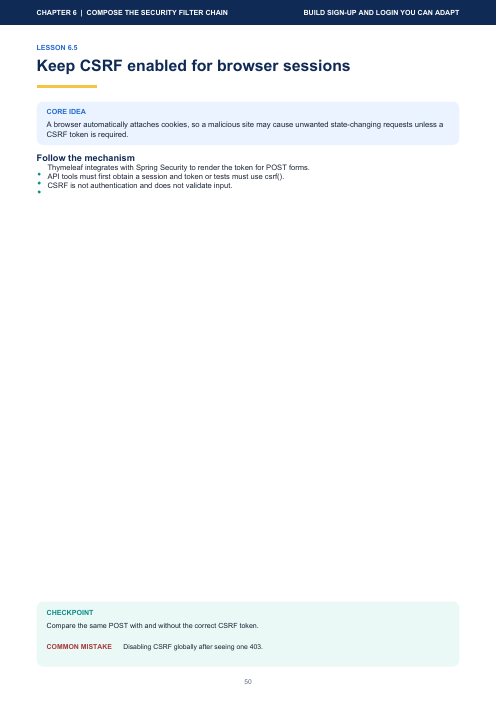 CHAPTER 6 | COMPOSE THE SECURITY FILTER CHAIN
BUILD SIGN-UP AND LOGIN YOU CAN ADAPT
LESSON 6.5
Keep CSRF enabled for browser sessions
CORE IDEA
A browser automatically attaches cookies, so a malicious site may cause unwanted state-changing requests unless a
CSRF token is required.
Follow the mechanism
Thymeleaf integrates with Spring Security to render the token for POST forms.
API tools must first obtain a session and token or tests must use csrf().
CSRF is not authentication and does not validate input.
CHECKPOINT
Compare the same POST with and without the correct CSRF token.
COMMON MISTAKE Disabling CSRF globally after seeing one 403.
50